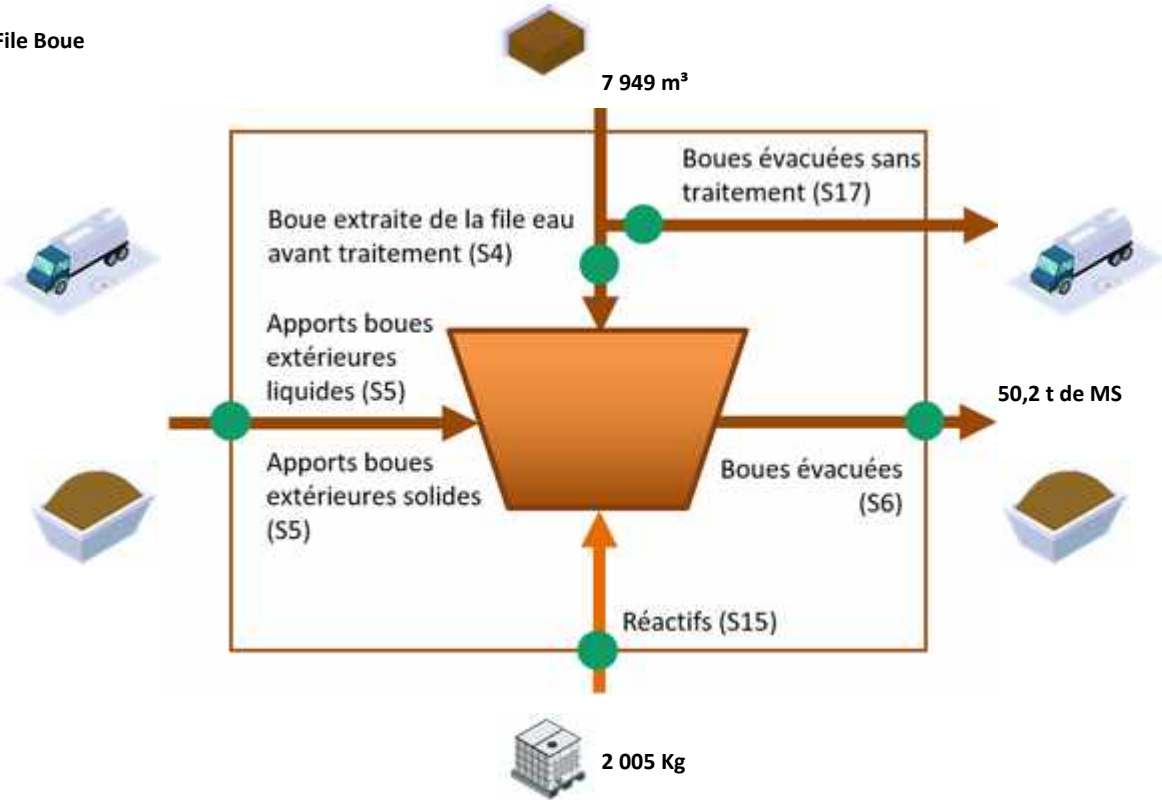 File Boue
7 949 m³
Boues évacuées sans
traitement (S17)
Boue extraite de la file eau
avant traitement (S4)
Apports boues
extérieures
liquides (S5)
50,2 t de MS
Apports boues
extérieures solides
(S5)
Boues évacuées
(S6)
Réactifs (S15)
2 005 Kg